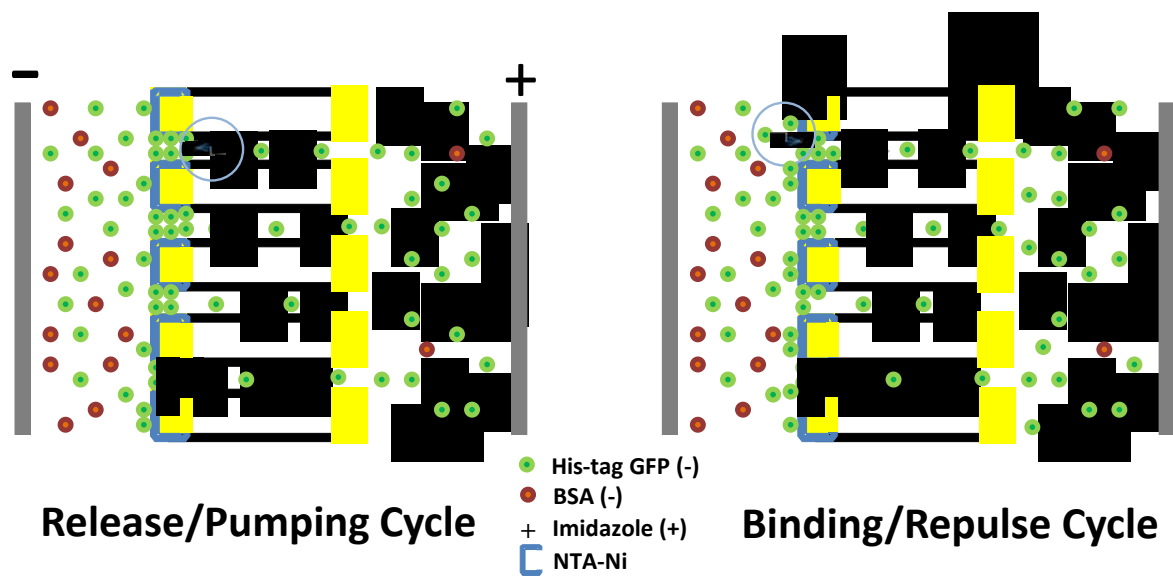 − +
His-tag GFP (-)
BSA (-)
+ Imidazole (+)
NTA-Ni
Release/Pumping Cycle
Binding/Repulse Cycle